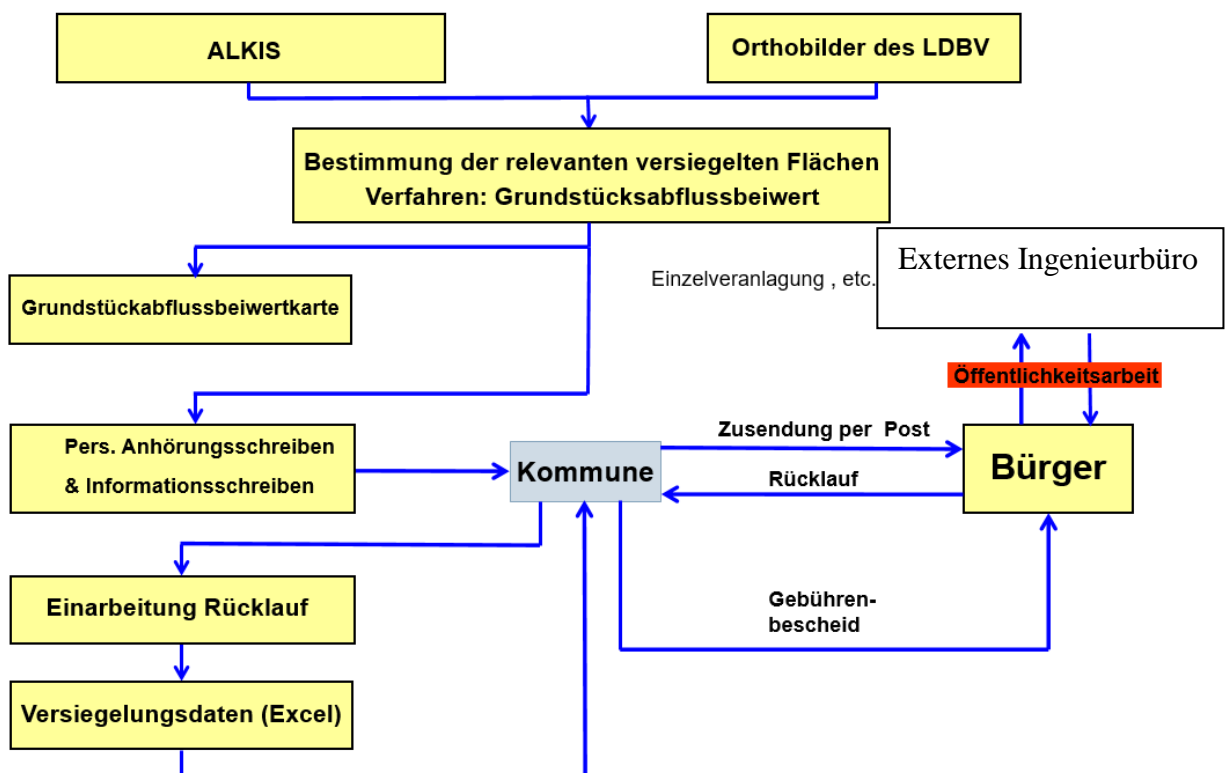 ALKIS
Orthobilder des LDBV
Bestimmung der relevanten versiegelten Flächen
Verfahren: Grundstücksabflussbeiwert
Externes Ingenieurbüro
Einzelveranlagung , etc.
Grundstückabflussbeiwertkarte
Öffentlichkeitsarbeit
Pers. Anhörungsschreiben
& Informationsschreiben
Kommune
Zusendung per Post
Rücklauf
Bürger
Einarbeitung Rücklauf
Gebühren-
bescheid
Versiegelungsdaten (Excel)